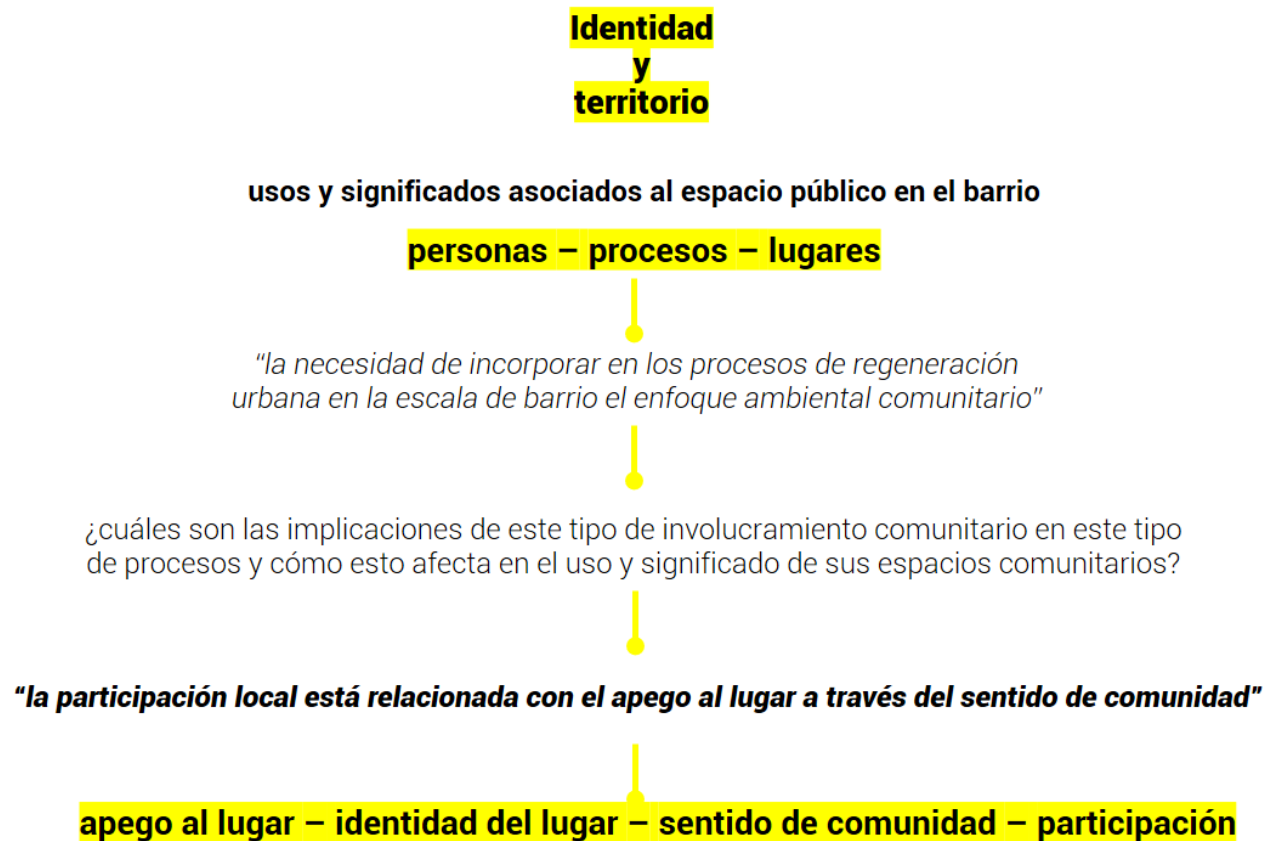 Identidad
y
territorio
usos y significados asociados al espacio público en el barrio
personas – procesos – lugares
“la necesidad de incorporar en los procesos de regeneración
urbana en la escala de barrio el enfoque ambiental comunitario”
¿cuáles son las implicaciones de este tipo de involucramiento comunitario en este tipo
de procesos y cómo esto afecta en el uso y significado de sus espacios comunitarios?
“la participación local está relacionada con el apego al lugar a través del sentido de comunidad”
apego al lugar – identidad del lugar – sentido de comunidad – participación